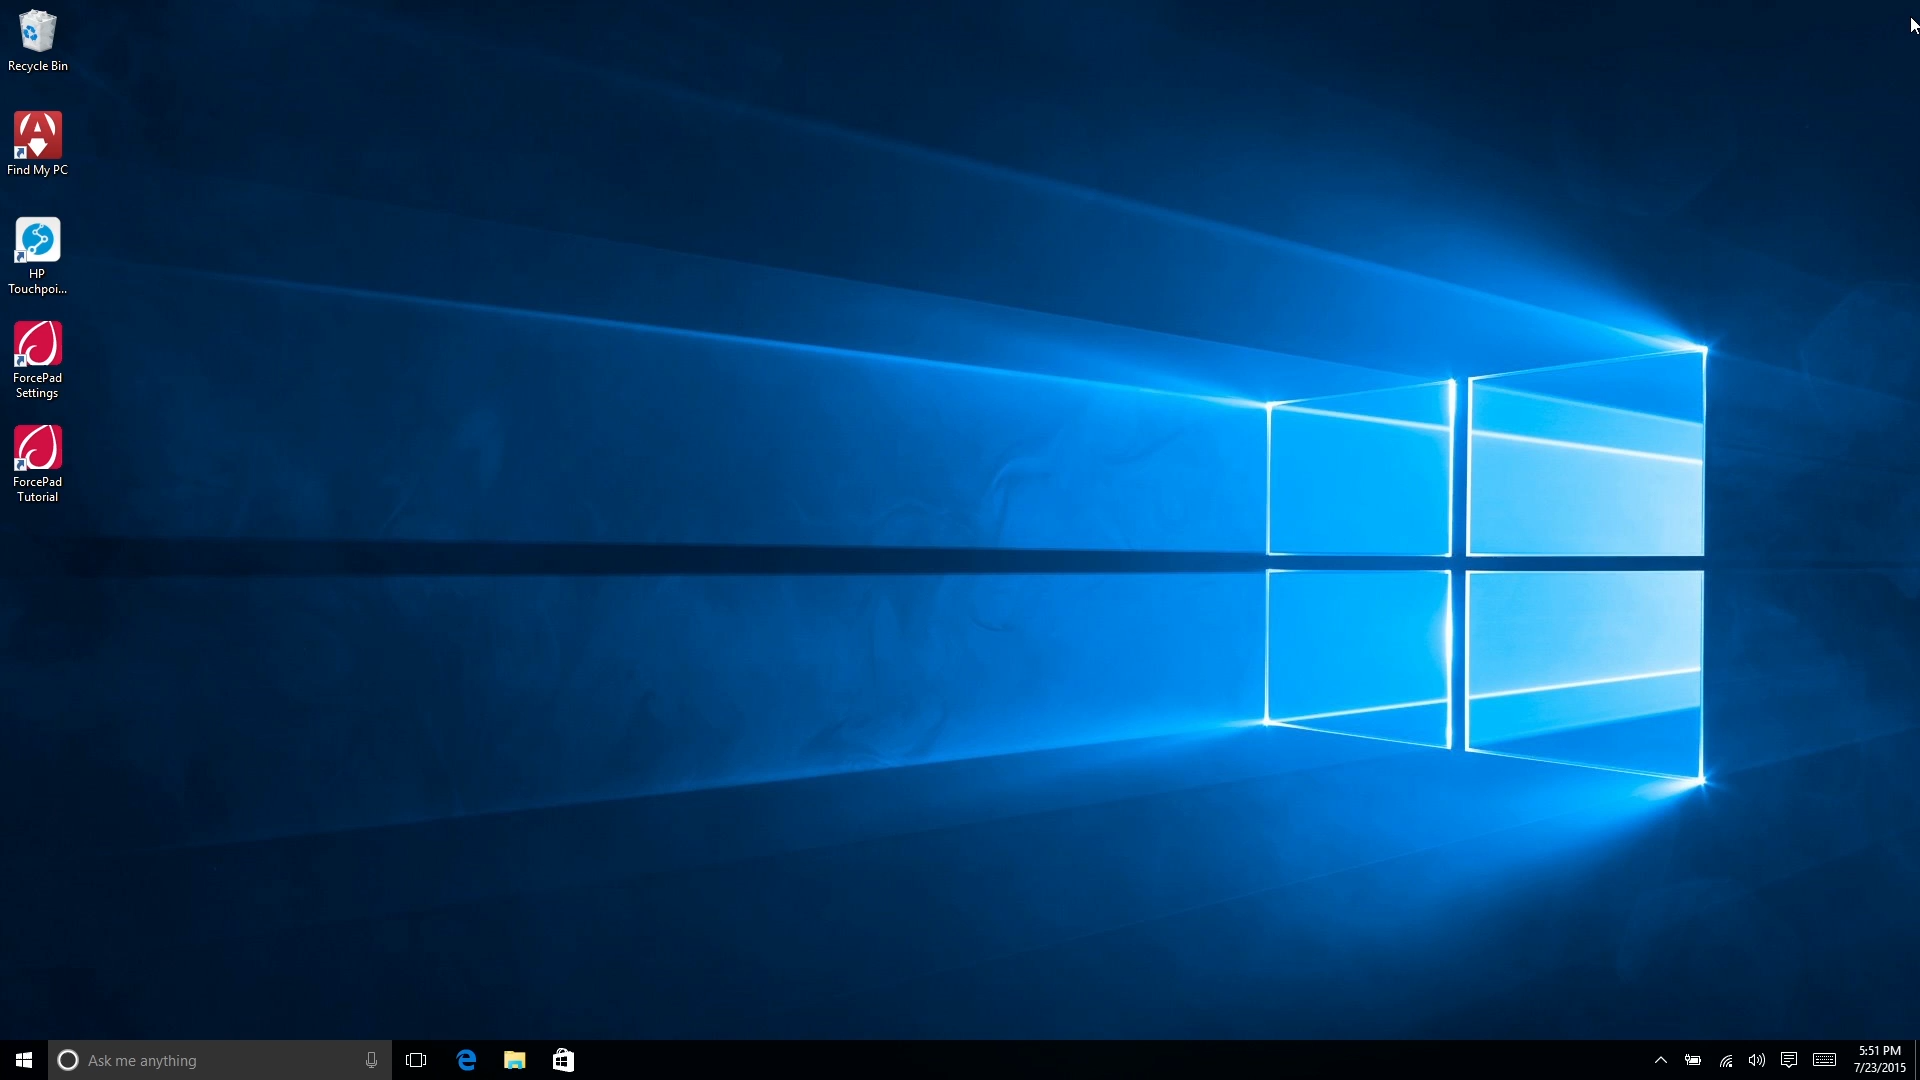 Recycle Bin
Find My PC
HP
Touchpoi...
ForcePad
Settings
ForcePad
Tutorial
Ask me anything
5:51 PM
7/23/2015